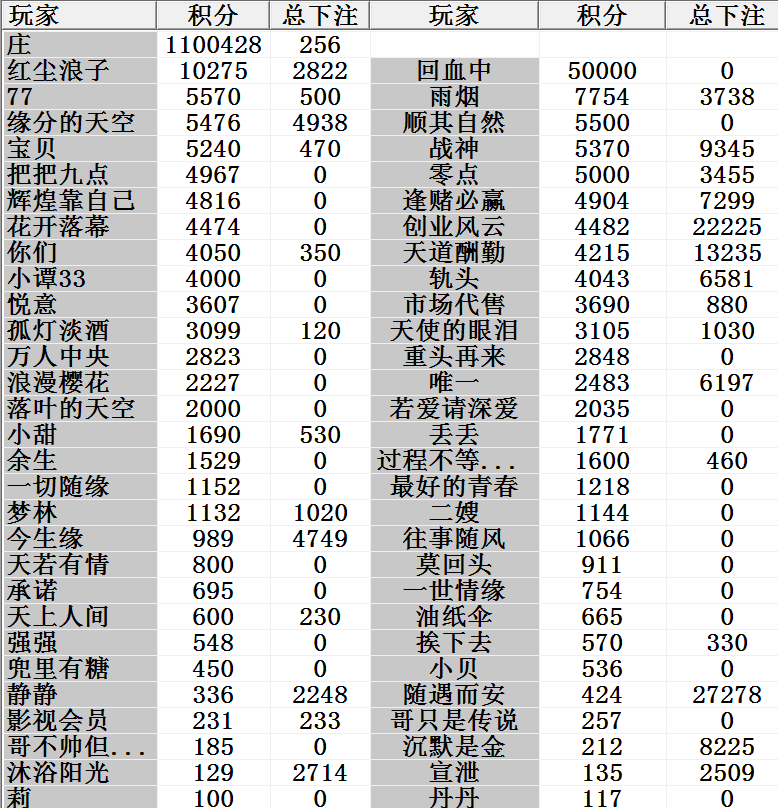 玩家 积分 总下注 玩家 积分 总下注
庄 1100428 256
红尘浪子 10275 2822 回血中 50000 0
77 5570 500 雨烟 7754 3738
缘分的天空 5476 4938 顺其自然 5500 0
宝贝 5240 470 战神 5370 9345
把把九点 4967 0 零点 5000 3455
辉煌靠自己 4816 0 逢赌必赢 4904 7299
花开落幕 4474 0 创业风云 4482 22225
你们 4050 350 天道酬勤 4215 13235
小谭33 4000 0 轨头 4043 6581
悦意 3607 0 市场代售 3690 880
孤灯淡酒 3099 120 天使的眼泪 3105 1030
万人中央 2823 0 重头再来 2848 0
浪漫樱花 2227 0 唯一 2483 6197
落叶的天空 2000 0 若爱请深爱 2035 0
小甜 1690 530 丢丢 1771 0
余生 1529 0 过程不等... 1600 460
一切随缘 1152 0 最好的青春 1218 0
梦林 1132 1020 二嫂 1144 0
今生缘 989 4749 往事随风 1066 0
天若有情 800 0 莫回头 911 0
承诺 695 0 一世情缘 754 0
天上人间 600 230 油纸伞 665 0
强强 548 0 挨下去 570 330
兜里有糖 450 0 小贝 536 0
静静 336 2248 随遇而安 424 27278
影视会员 231 233 哥只是传说 257 0
哥不帅但... 185 0 沉默是金 212 8225
沐浴阳光 129 2714 宣泄 135 2509
莉 100 0 丹丹 117 0